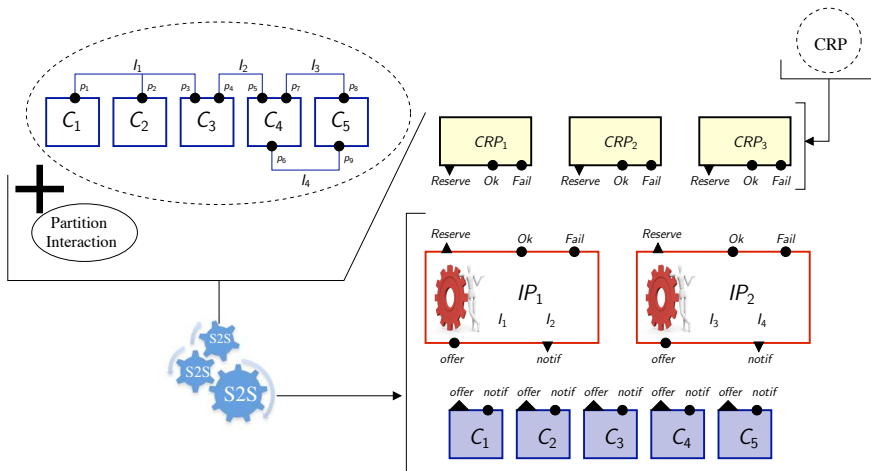 I1 I2 I3
p1 p2 p3 p4 p5 p7 p8
C1 C2 C3 C4 C5
p6 p9
I4
Partition
Interaction
CRP
CRP1 CRP2 CRP3
Reserve Ok Fail Reserve Ok Fail Reserve Ok Fail
Reserve Ok Fail Reserve Ok Fail
IP1 IP2
I1 I2 I3 I4
offer notif offer notif
S2S
S2S
S2S
offer notif offer notif offer notif offer notif offer notif
C1 C2 C3 C4 C5